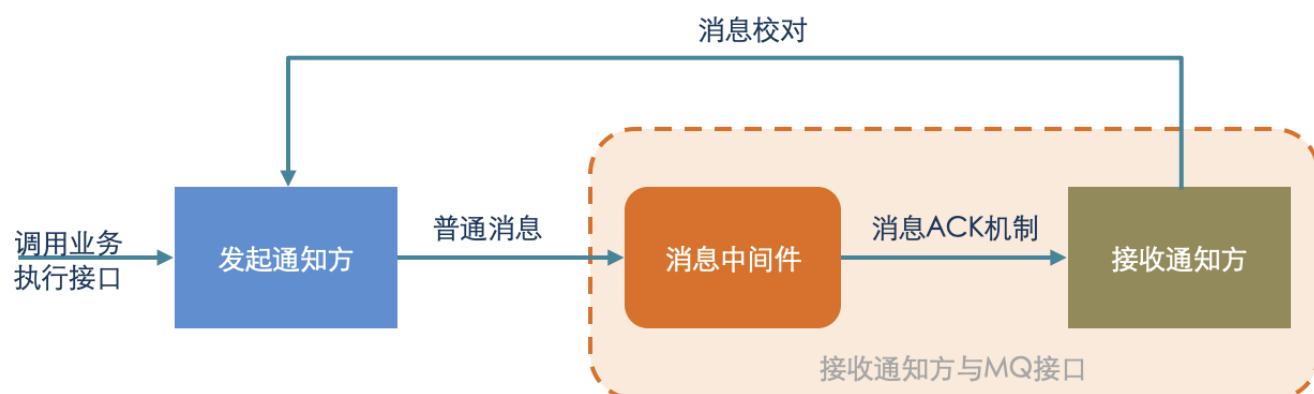 消息校对
调用业务
执行接口
发起通知方
普通消息
消息中间件
消息ACK机制
接收通知方
接收通知方与MQ接口